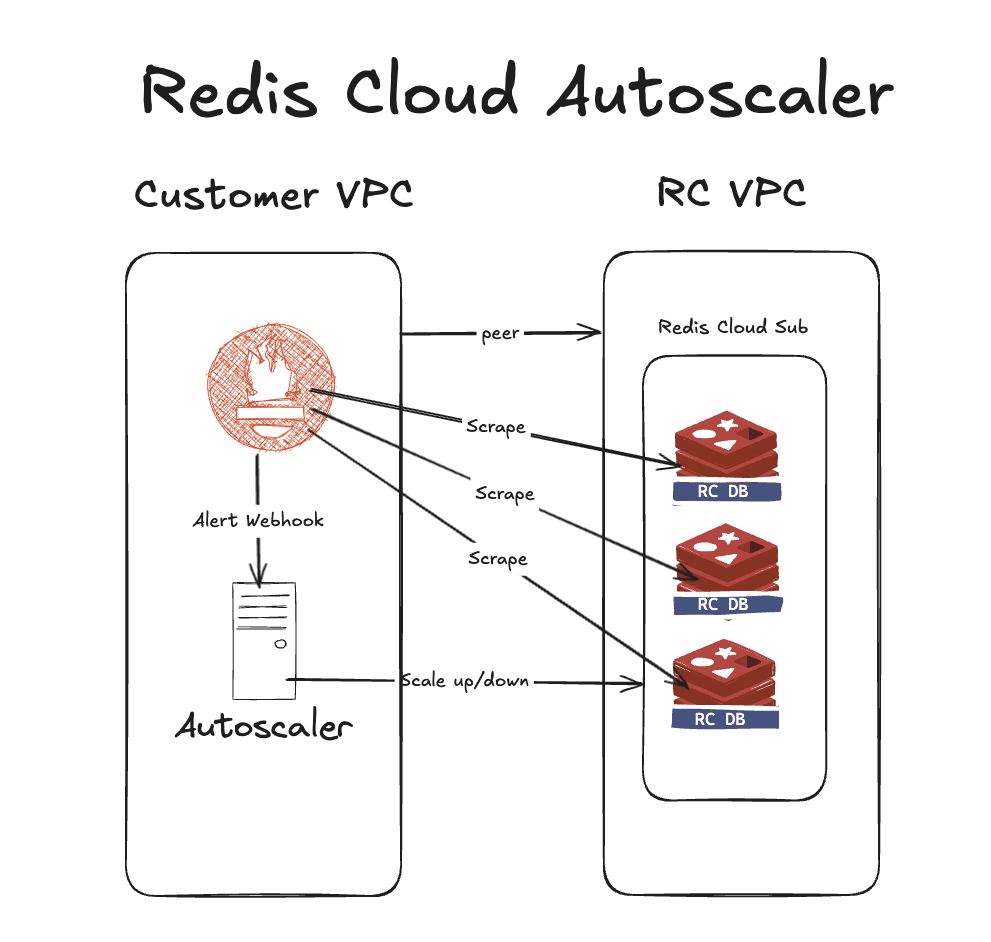 Redis Cloud Autoscaler
Customer VPC
RC VPC
Redis Cloud Sub
peer
Scrape
Scrape
Scrape
RC DB
RC DB
RC DB
Alert Webhook
Scale up/down
Autoscaler